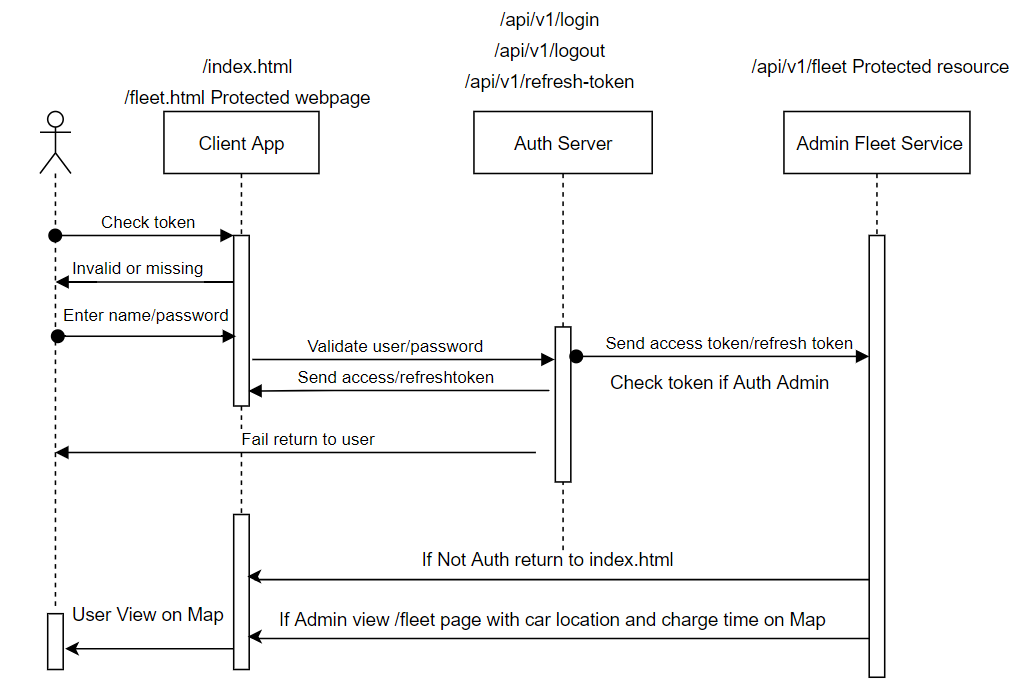 /api/v1/login
/api/v1/logout
/index.html
/api/v1/fleet Protected resource
/api/v1/refresh-token
/fleet.html Protected webpage
Client App
Auth Server
Admin Fleet Service
Check token
Invalid or missing
Enter name/password
Validate user/password
Send access token/refresh token
Send access/refreshtoken
Check token if Auth Admin
Fail return to user
If Not Auth return to index.html
User View on Map
If Admin view /fleet page with car location and charge time on Map